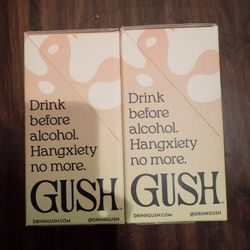 Drink
before
alcohol.
Hangxiety
no more.
GUSH
DRINKGUSH.COM
@DRINKGUSH
Drink
before
alcohol.
Hangxiety
no more.
GUSH
DRINKGUSH.COM
@DRINKGUSH